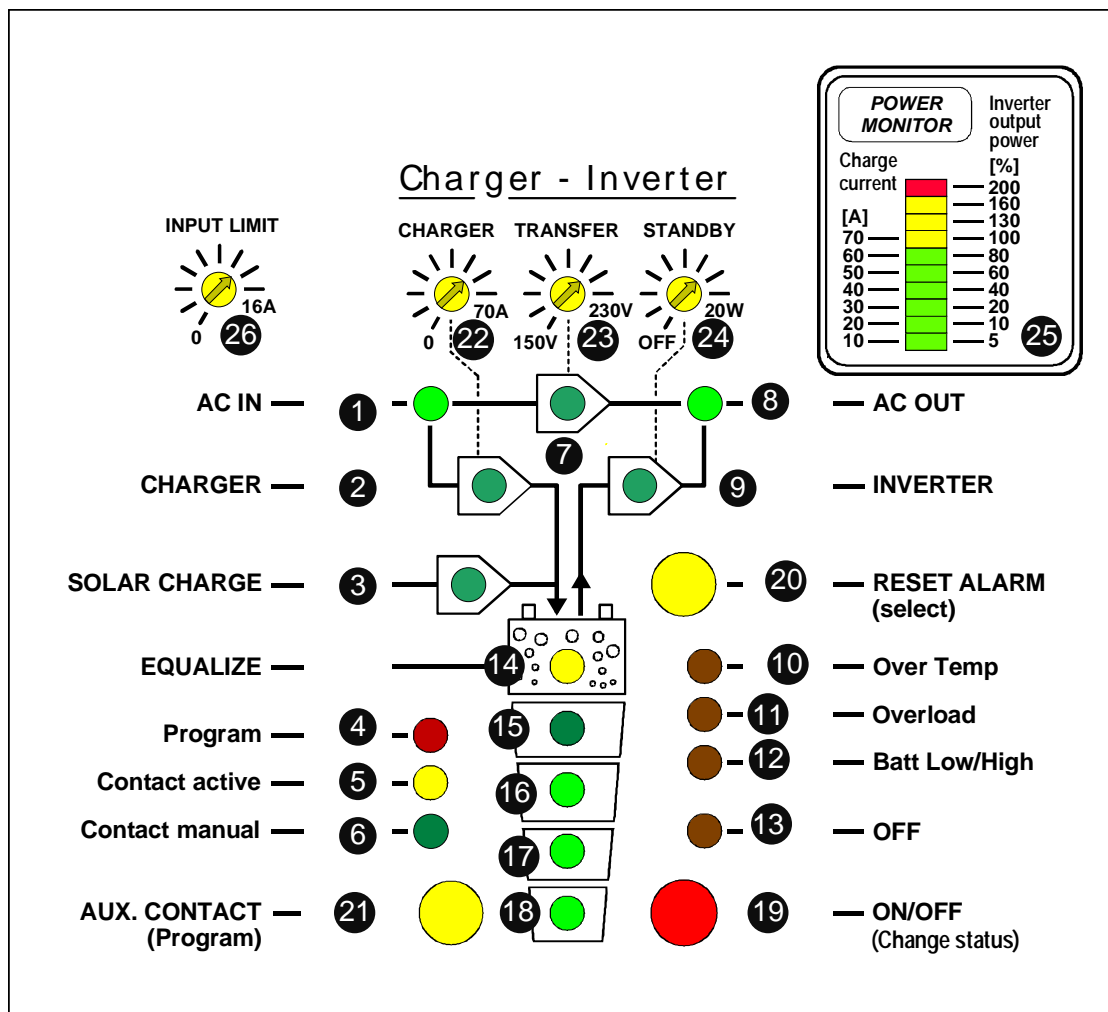 POWER MONITOR
Inverter output power [%]
Charge current [A]
200
160
130
70 100
60 80
50 60
40 40
30 20
20 10
10 5
25
Charger - Inverter
INPUT LIMIT
0 16A
26
CHARGER
0 70A
22
TRANSFER
150V 230V
23
STANDBY
OFF 20W
24
AC IN 1
7
8 AC OUT
CHARGER 2
9 INVERTER
SOLAR CHARGE 3
20 RESET ALARM
(select)
EQUALIZE 14
10 Over Temp
Program 4
15
11 Overload
Contact active 5
16
12 Batt Low/High
Contact manual 6
17
13 OFF
AUX. CONTACT 21
(Program)
18
19 ON/OFF
(Change status)